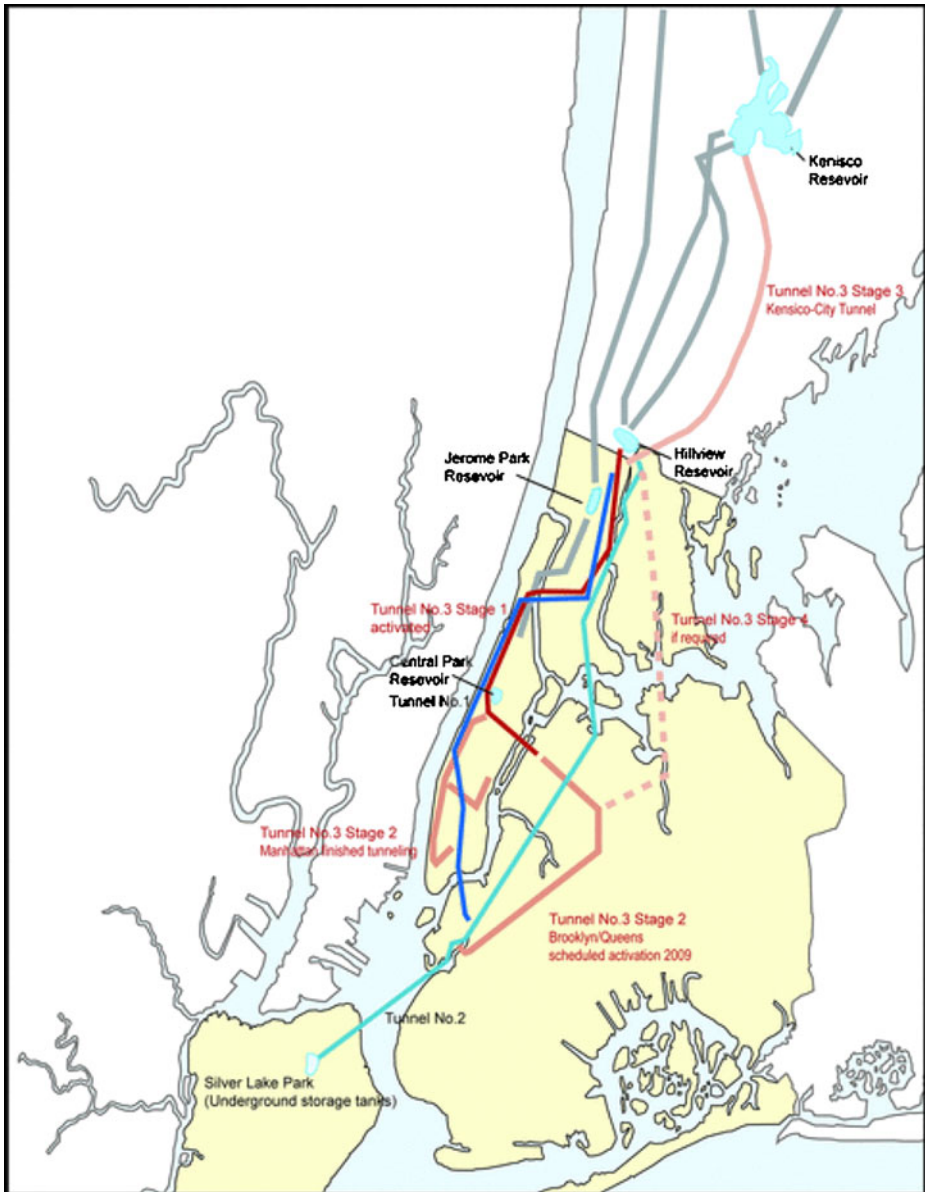 Kenisco
Resevoir
Tunnel No.3 Stage 3
Kensico-City Tunnel
Jerome Park
Resevoir
Hillview
Resevoir
Tunnel No.3 Stage 1
activated
Tunnel No.3 Stage 4
if required
Central Park
Resevoir
Tunnel No.1
Tunnel No.3 Stage 2
Manhattan finished tunneling
Tunnel No.3 Stage 2
Brooklyn/Queens
scheduled activation 2009
Tunnel No.2
Silver Lake Park
(Underground storage tanks)